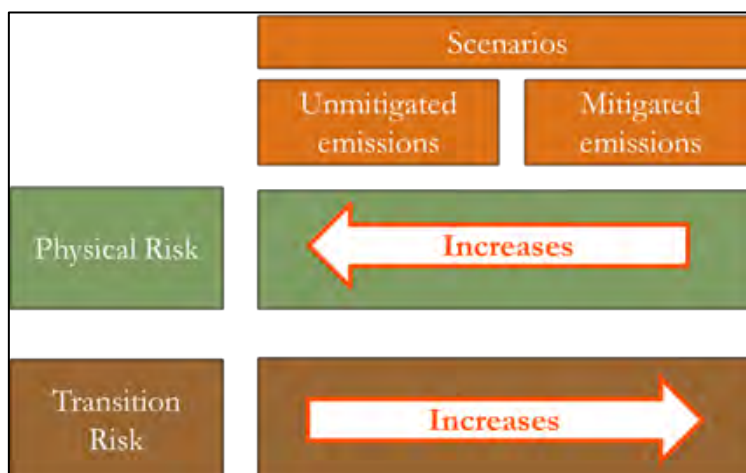 Scenarios
Unmitigated
emissions
Mitigated
emissions
Physical Risk
Increases
Transition
Risk
Increases